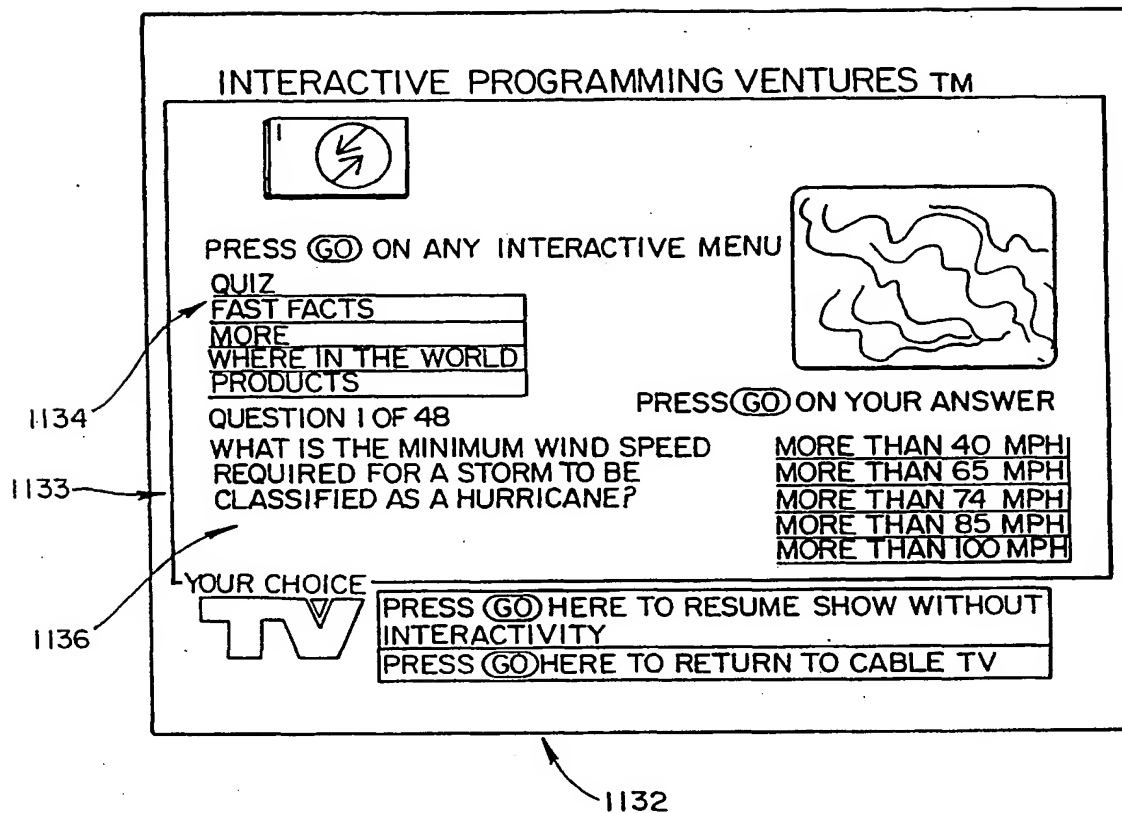 INTERACTIVE PROGRAMMING VENTURES TM
I
PRESS GO ON ANY INTERACTIVE MENU
QUIZ
FAST FACTS
MORE
WHERE IN THE WORLD
PRODUCTS
1134
QUESTION 1 OF 48
WHAT IS THE MINIMUM WIND SPEED
REQUIRED FOR A STORM TO BE
CLASSIFIED AS A HURRICANE?
1133
PRESS GO ON YOUR ANSWER
MORE THAN 40 MPH
MORE THAN 65 MPH
MORE THAN 74 MPH
MORE THAN 85 MPH
MORE THAN 100 MPH
1136
YOUR CHOICE
TV
PRESS GO HERE TO RESUME SHOW WITHOUT
INTERACTIVITY
PRESS GO HERE TO RETURN TO CABLE TV
1132